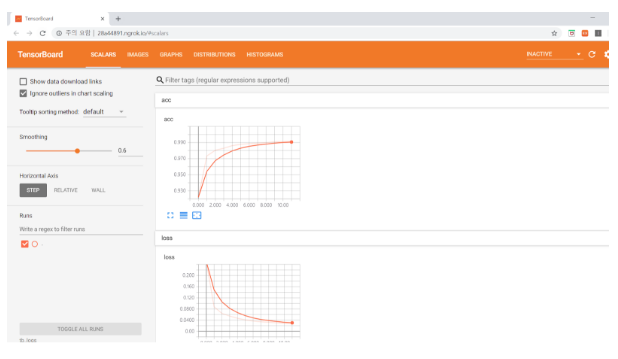 TensorBoard
주의 요함 | 28a44891.ngrok.io/#scalars
TensorBoard SCALARS IMAGES GRAPHS DISTRIBUTIONS HISTOGRAMS INACTIVE
Show data download links
Ignore outliers in chart scaling
Tooltip sorting method: default
Smoothing
0.6
Horizontal Axis
STEP RELATIVE WALL
Runs
Write a regex to filter runs
TOGGLE ALL RUNS
Filter tags (regular expressions supported)
acc
acc
0.990
0.970
0.950
0.930
0.000 2.000 4.000 6.000 8.000 10.00
loss
loss
0.200
0.160
0.120
0.0800
0.0400
0.00